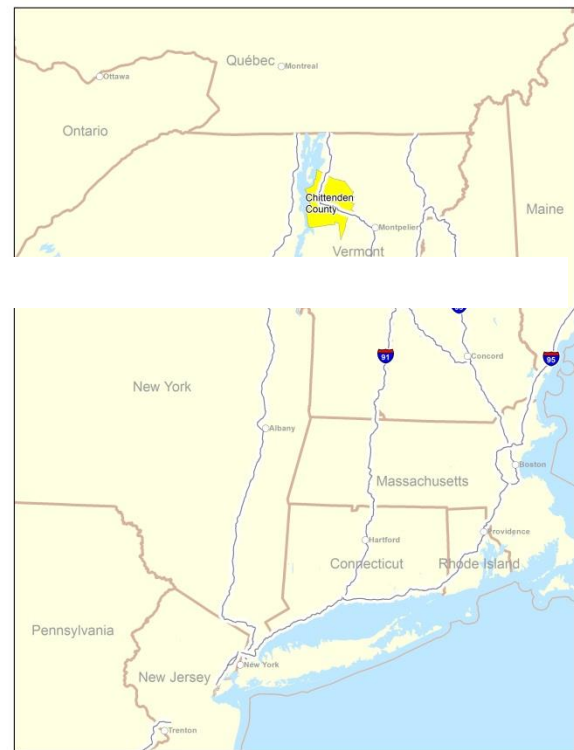 Québec
Montreal
Ottawa
Ontario
Chittenden
County
Maine
Montpelier
Vermont
91
Concord
95
New York
Albany
Boston
Massachusetts
Providence
Hartford
Connecticut
Rhode Island
Pennsylvania
New York
New Jersey
Trenton